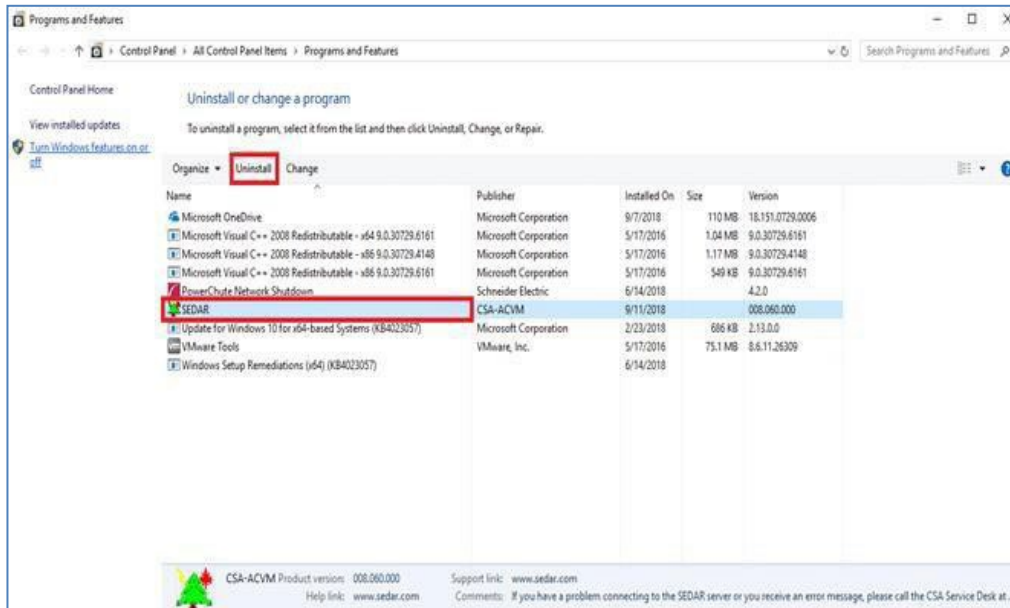 Programs and Features
Control Panel › All Control Panel Items › Programs and Features
Search Programs and Features
Control Panel Home
View installed updates
Turn Windows features on or off
Uninstall or change a program
To uninstall a program, select it from the list and then click Uninstall, Change, or Repair.
Organize Uninstall Change
Name Publisher Installed On Size Version
Microsoft OneDrive Microsoft Corporation 9/7/2018 110 MB 18.151.0729.0006
Microsoft Visual C++ 2008 Redistributable - x64 9.0.30729.6161 Microsoft Corporation 5/17/2016 1.04 MB 9.0.30729.6161
Microsoft Visual C++ 2008 Redistributable - x86 9.0.30729.4148 Microsoft Corporation 5/17/2016 1.17 MB 9.0.30729.4148
Microsoft Visual C++ 2008 Redistributable - x86 9.0.30729.6161 Microsoft Corporation 5/17/2016 549 KB 9.0.30729.6161
PowerChute Network Shutdown Schneider Electric 6/14/2018 4.2.0
SEDAR CSA-ACVM 9/11/2018 008.060.000
Update for Windows 10 for x64-based Systems (KB4023057) Microsoft Corporation 2/23/2018 686 KB 2.13.0.0
VMware Tools VMware, Inc. 5/17/2016 75.1 MB 8.6.11.26309
Windows Setup Remediations (x64) (KB4023057) 6/14/2018
CSA-ACVM Product version: 008.060.000 Support link: www.sedar.com
Help link: www.sedar.com Comments: If you have a problem connecting to the SEDAR server or you receive an error message, please call the CSA Service Desk at